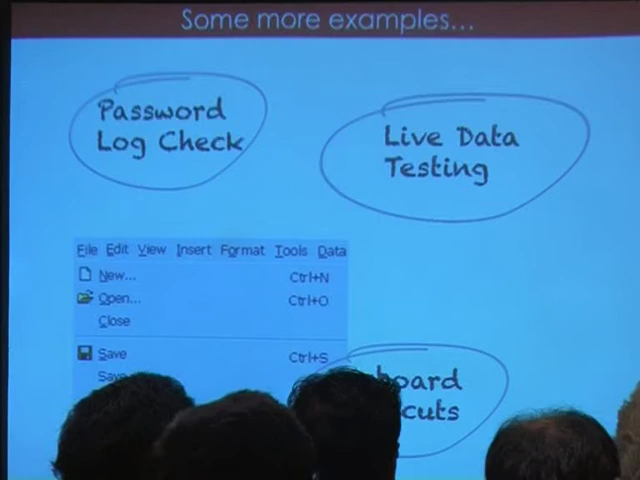 Some more examples...
Password
Log Check
Live Data
Testing
File Edit View Insert Format Tools Data
New... Ctrl+N
Open... Ctrl+O
Close
Save Ctrl+S
board
cuts